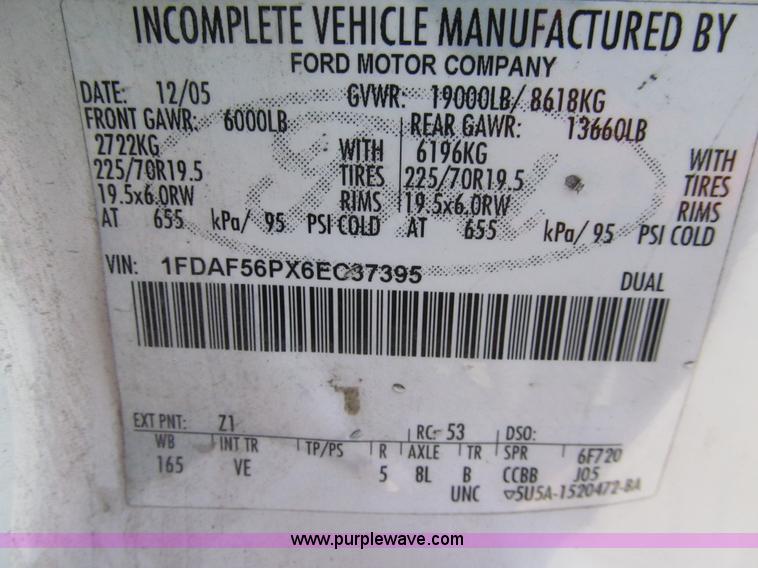 INCOMPLETE VEHICLE MANUFACTURED BY
FORD MOTOR COMPANY
DATE: 12/05 GVWR: 19000LB/ 8618KG
FRONT GAWR: 6000LB REAR GAWR: 13660LB
2722KG WITH 6196KG WITH
225/70R19.5 TIRES 225/70R19.5 TIRES
19.5x6.0RW RIMS 19.5x6.0RW RIMS
AT 655 kPa/ 95 PSI COLD AT 655 kPa/ 95 PSI COLD
VIN: 1FDAF56PX6EC37395 DUAL
EXT PNT: Z1 RC: 53 DSO:
WB INT TR TP/PS R AXLE TR SPR 6F720
165 VE 5 8L B CCBB J05
UNC 5U5A-1520472-BA
www.purplewave.com